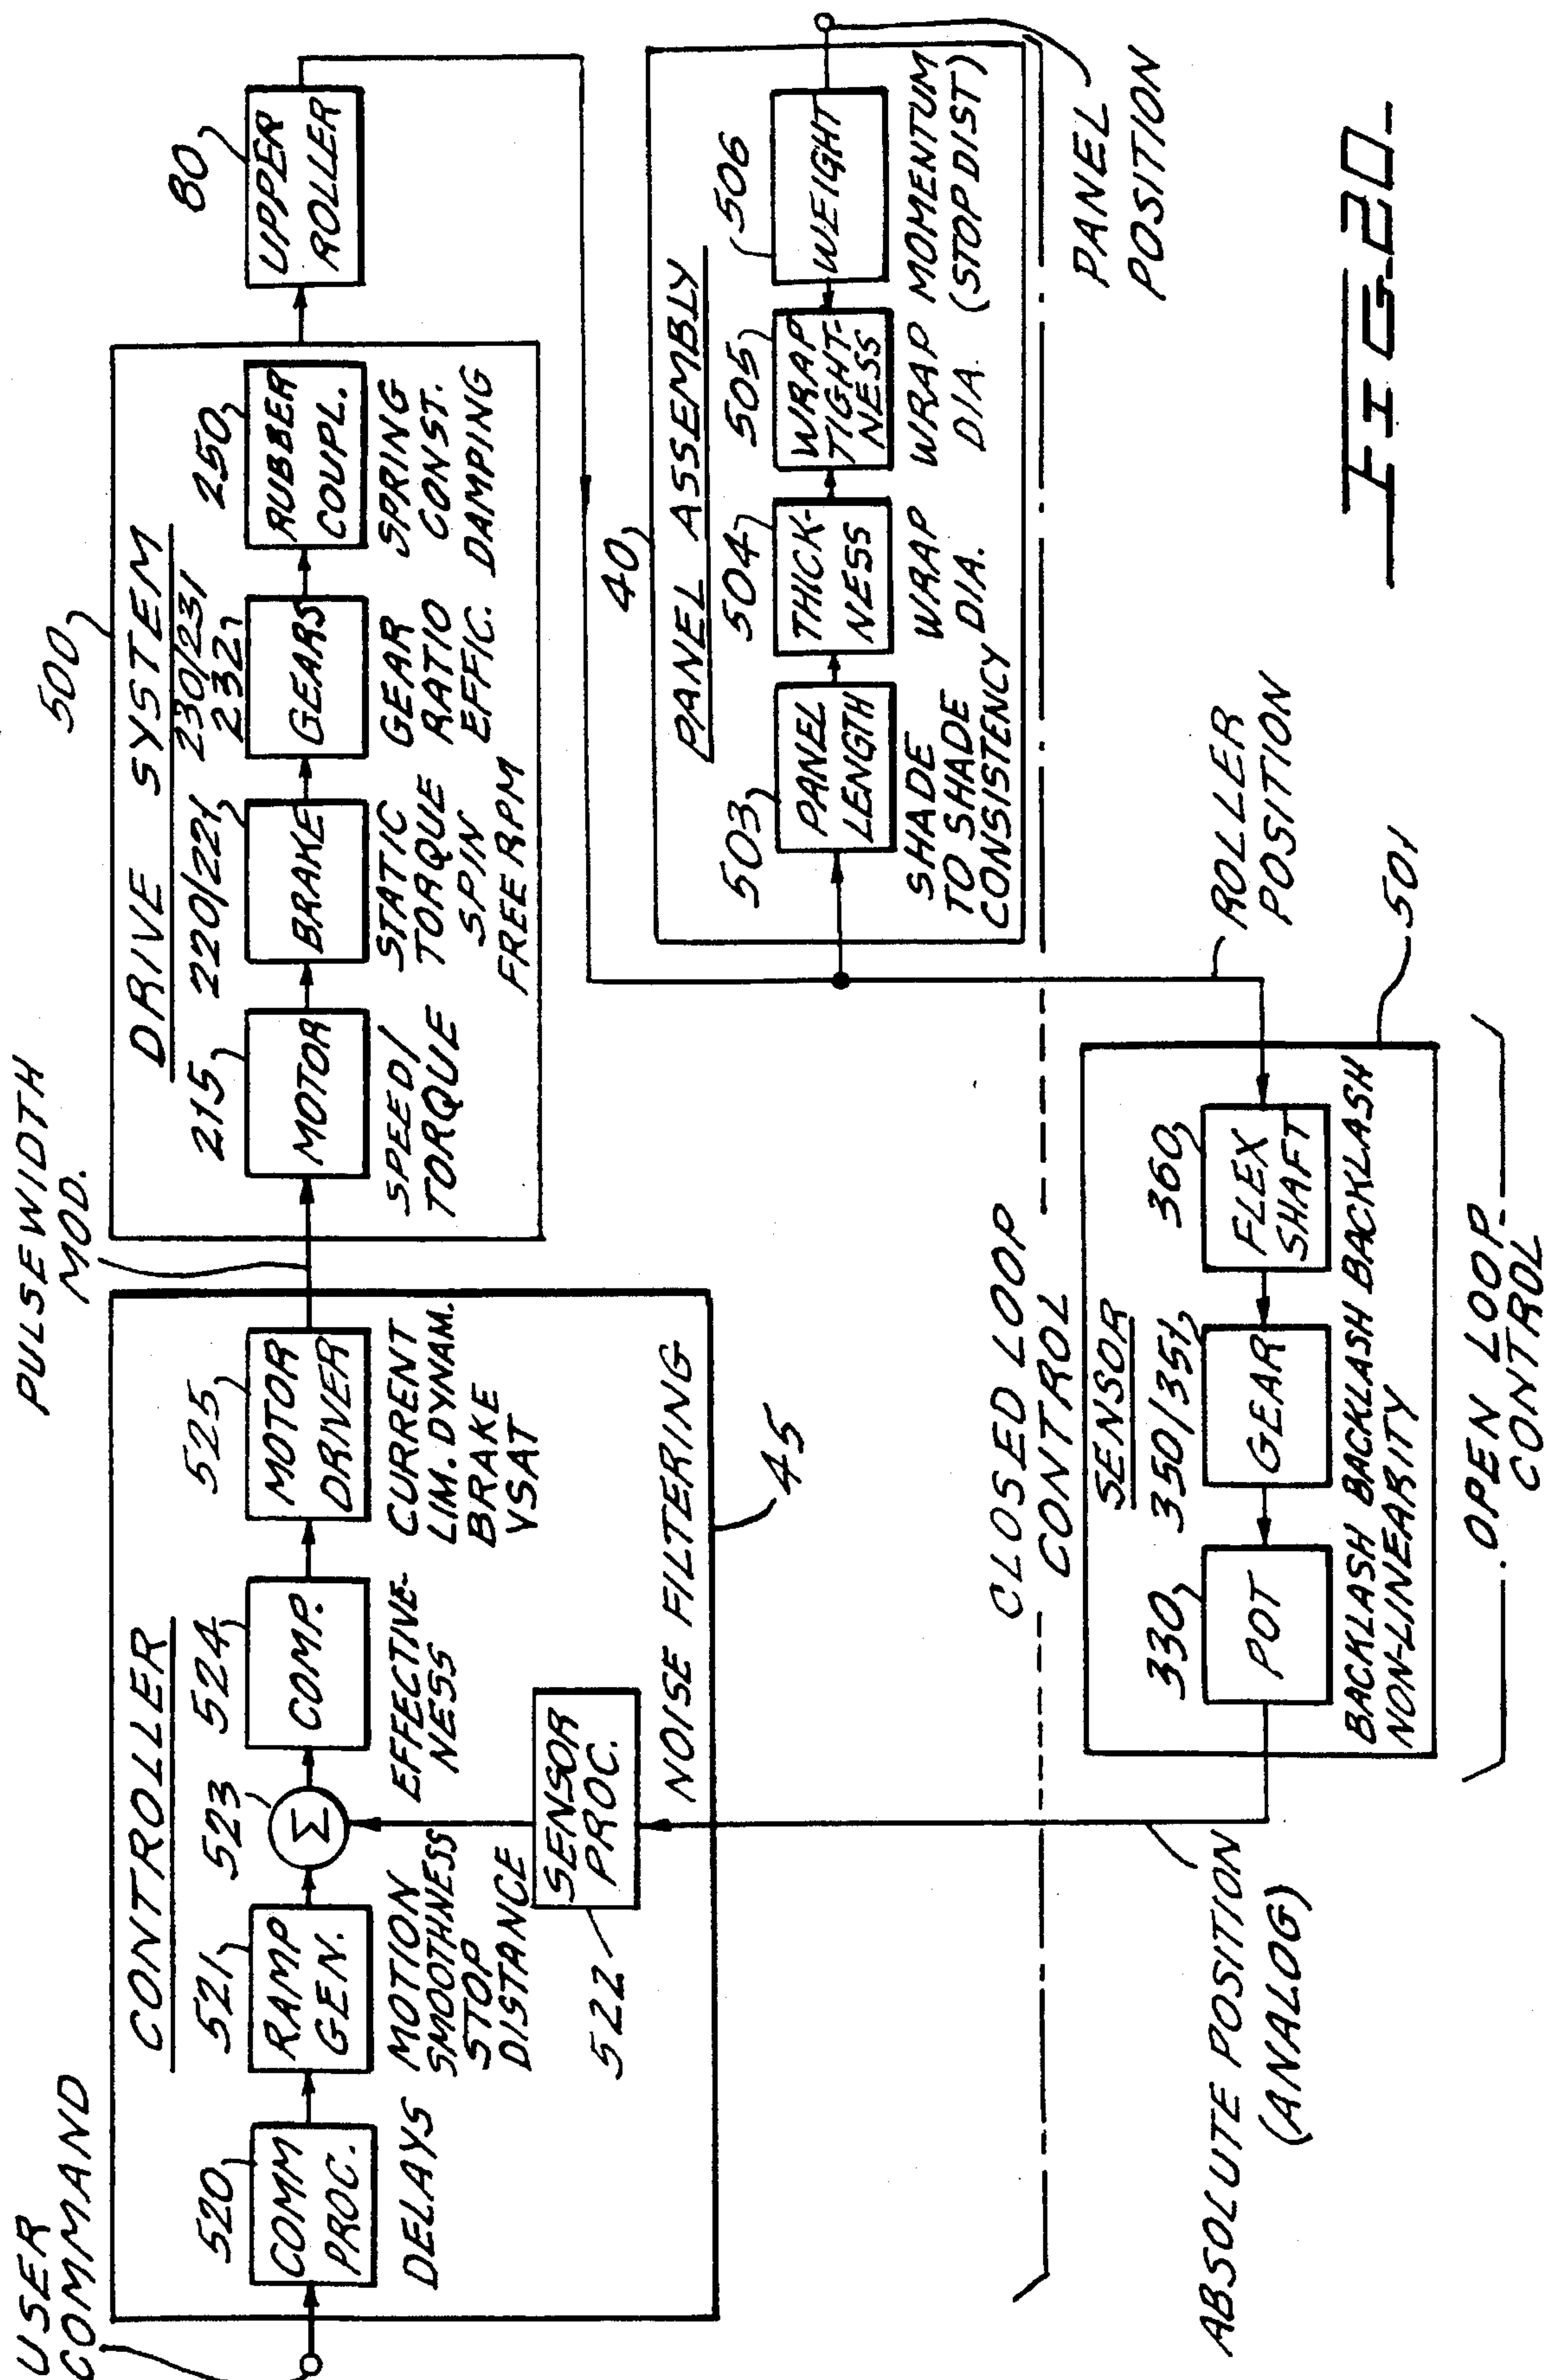 USER
COMMAND
PULSEWIDTH
MOD.
CONTROLLER
520
COMM
PROC.
DELAYS
521
RAMP
GEN.
MOTION
SMOOTHNESS
STOP
DISTANCE
523
Σ
524
COMP.
EFFECTIVE-
NESS
525
MOTOR
DRIVER
CURRENT
LIM. DYNAM.
BRAKE
VSAT
522
SENSOR
PROC.
NOISE FILTERING
45
500
DRIVE SYSTEM
215
MOTOR
SPEED/
TORQUE
220/221
BRAKE
STATIC
TORQUE
SPIN
FREE RPM
230/231
232
GEARS
GEAR
RATIO
EFFIC.
250
RUBBER
COUPL.
SPRING
CONST.
DAMPING
80
UPPER
ROLLER
40
PANEL ASSEMBLY
503
PANEL
LENGTH
SHADE
TO SHADE
CONSISTENCY
504
THICK-
NESS
WRAP
DIA.
505
WRAP
TIGHT-
NESS
WRAP
DIA.
506
WEIGHT
MOMENTUM
(STOP DIST)
PANEL
POSITION
CLOSED LOOP
CONTROL
ROLLER
POSITION
501
SENSOR
330
POT
BACKLASH
NON-LINEARITY
350/351
GEAR
BACKLASH
360
FLEX
SHAFT
BACKLASH
BACKLASH
ABSOLUTE POSITION
(ANALOG)
OPEN LOOP
CONTROL
FIG. 20